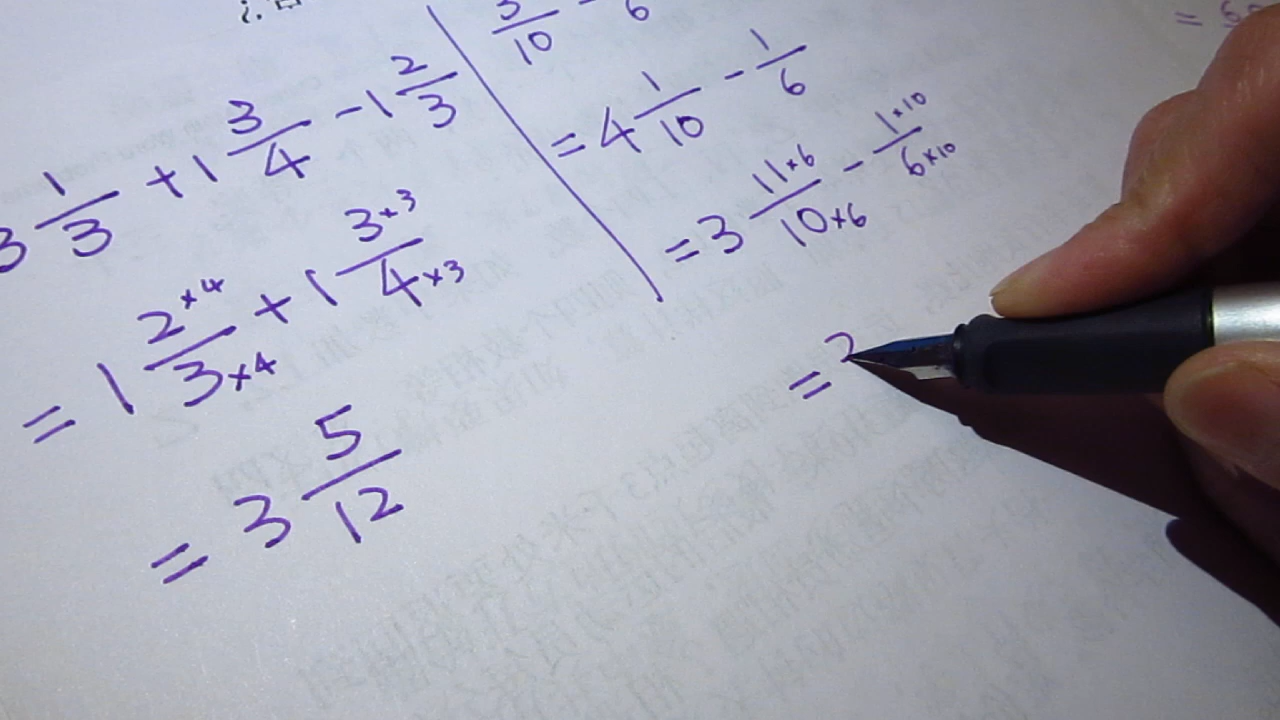 3 1/3 + 1 3/4 - 1 2/3
= 1 2×4/3×4 + 1 3×3/4×3
= 3 5/12
3/10 - /6
= 4 1/10 - 1/6
= 3 11×6/10×6 - 1×10/6×10
=
=